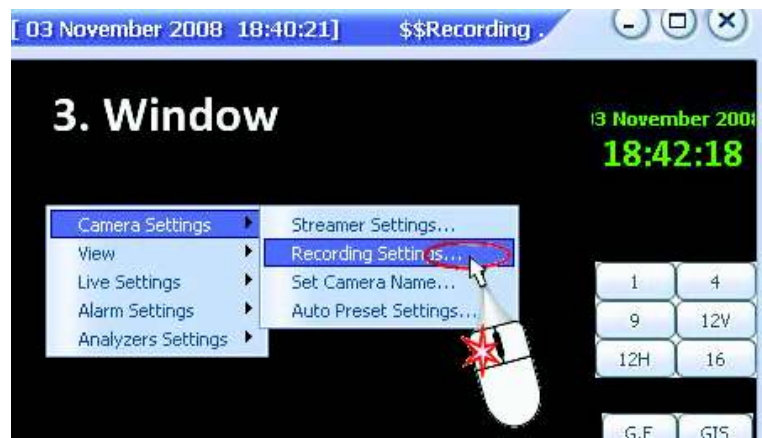 [ 03 November 2008 18:40:21] $$Recording .
3. Window
03 November 2008
18:42:18
Camera Settings
View
Live Settings
Alarm Settings
Analyzers Settings
Streamer Settings...
Recording Settings...
Set Camera Name...
Auto Preset Settings...
1 4
9 12V
12H 16
G.F GIS